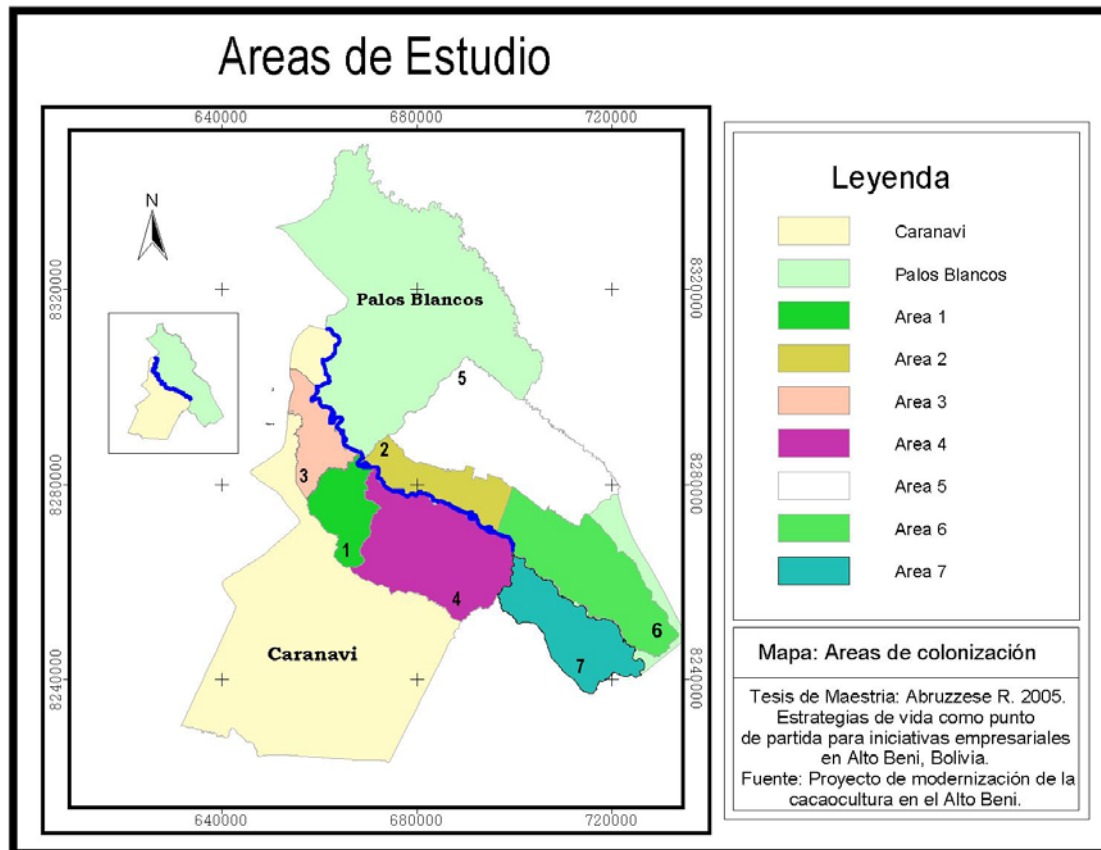 Areas de Estudio
640000
680000
720000
N
8320000
8320000
Palos Blancos
5
2
3
8280000
8280000
1
4
6
7
Caranavi
8240000
8240000
640000
680000
720000
Leyenda
Caranavi
Palos Blancos
Area 1
Area 2
Area 3
Area 4
Area 5
Area 6
Area 7
Mapa: Areas de colonización
Tesis de Maestria: Abruzzese R. 2005.
Estrategias de vida como punto
de partida para iniciativas empresariales
en Alto Beni, Bolivia.
Fuente: Proyecto de modernización de la
cacaocultura en el Alto Beni.